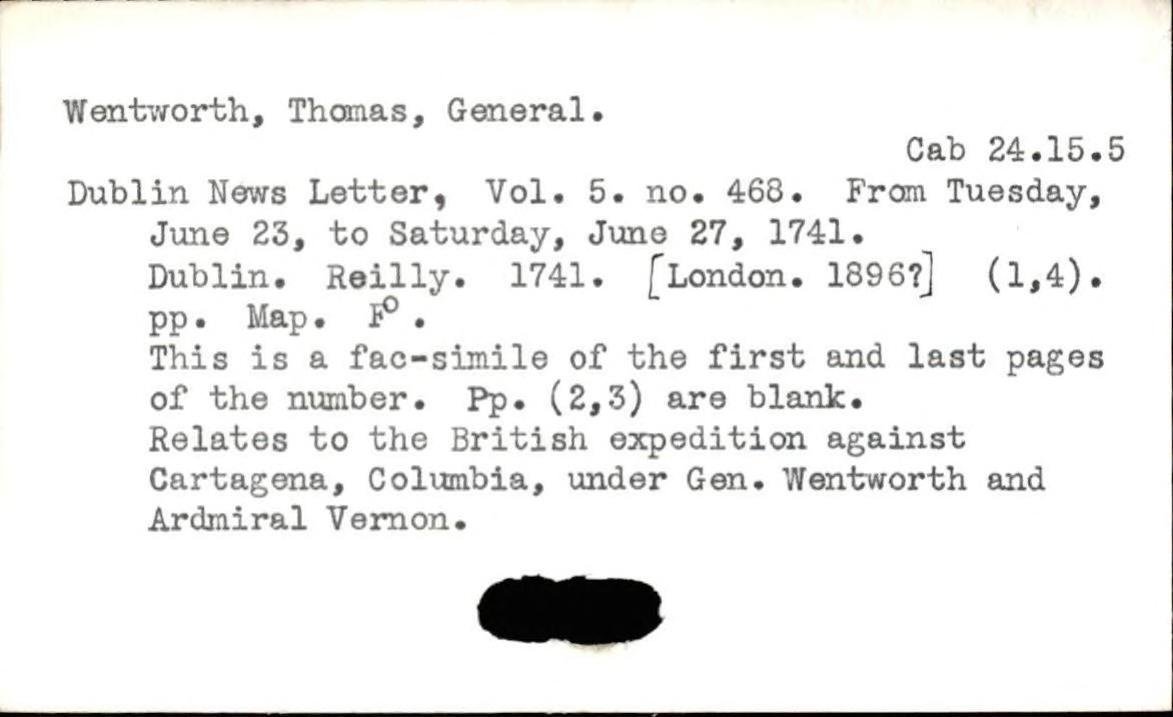 Wentworth, Thomas, General.
Cab 24.15.5
Dublin News Letter, Vol. 5. no. 468. From Tuesday,
June 23, to Saturday, June 27, 1741.
Dublin. Reilly. 1741. [London. 1896?] (1,4).
pp. Map. Fº.
This is a fac-simile of the first and last pages
of the number. Pp. (2,3) are blank.
Relates to the British expedition against
Cartagena, Columbia, under Gen. Wentworth and
Ardmiral Vernon.